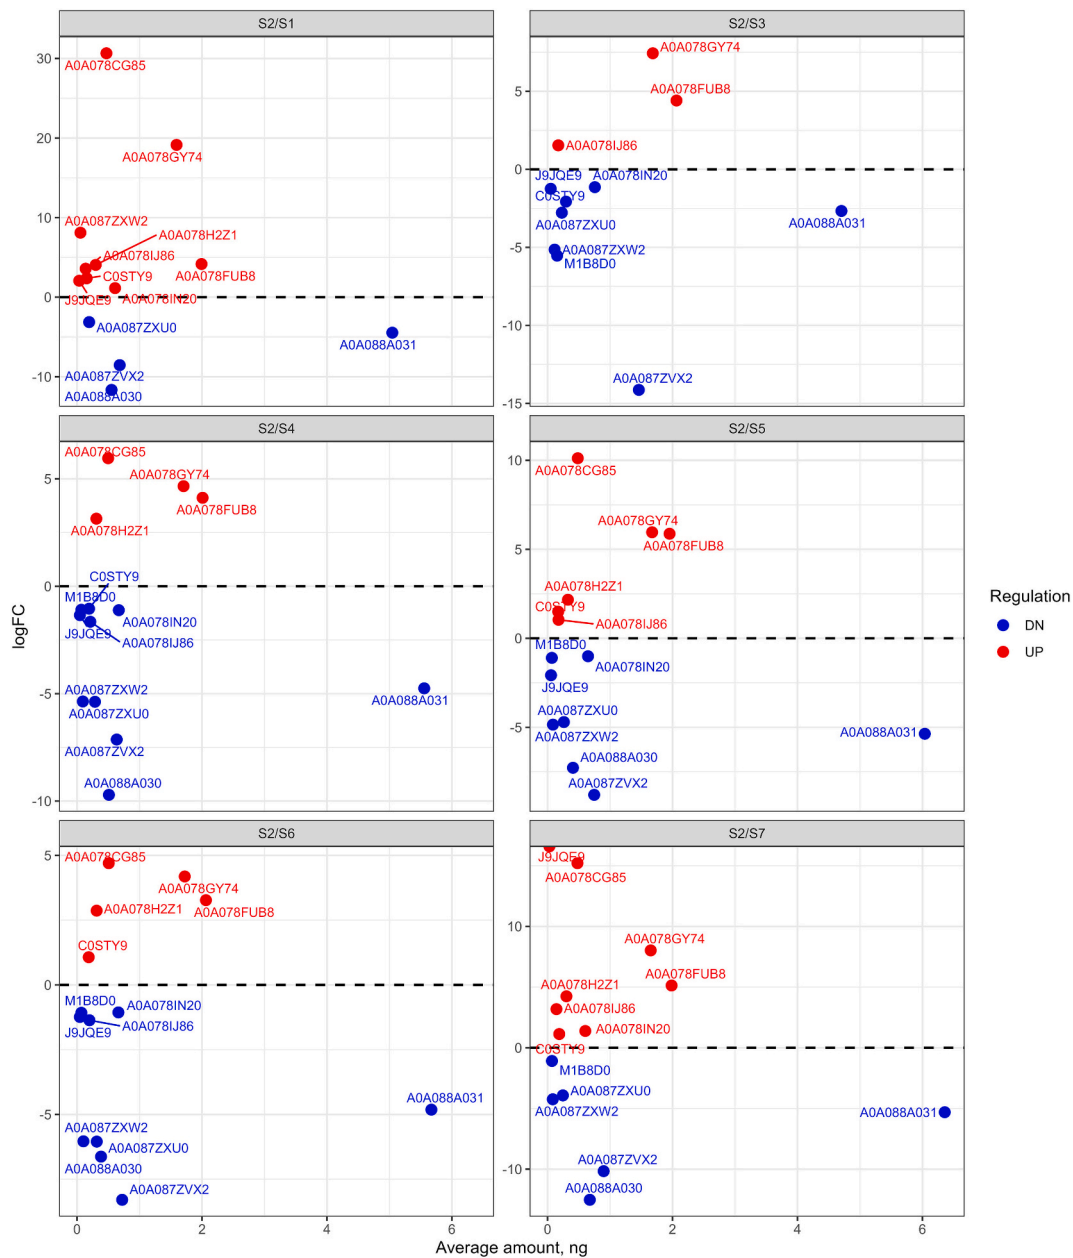 S2/S1
30
20
10
0
-10
A0A078CG85
A0A078GY74
A0A087ZXW2
A0A078H2Z1
A0A078IJ86
C0STY9
A0A078FUB8
J9JQE9
A0A078IN20
A0A087ZXU0
A0A088A031
A0A087ZVX2
A0A088A030
S2/S3
5
0
-5
-10
-15
A0A078GY74
A0A078FUB8
A0A078IJ86
J9JQE9
A0A078IN20
C0STY9
A0A087ZXU0
A0A088A031
A0A087ZXW2
M1B8D0
A0A087ZVX2
S2/S4
5
0
-5
-10
A0A078CG85
A0A078GY74
A0A078FUB8
A0A078H2Z1
C0STY9
M1B8D0
A0A078IN20
J9JQE9
A0A078IJ86
A0A087ZXW2
A0A088A031
A0A087ZXU0
A0A087ZVX2
A0A088A030
S2/S5
10
5
0
-5
A0A078CG85
A0A078GY74
A0A078FUB8
A0A078H2Z1
C0STY9
A0A078IJ86
M1B8D0
A0A078IN20
J9JQE9
A0A087ZXU0
A0A087ZXW2
A0A088A031
A0A088A030
A0A087ZVX2
S2/S6
5
0
-5
A0A078CG85
A0A078GY74
A0A078H2Z1
A0A078FUB8
C0STY9
M1B8D0
A0A078IN20
A0A078IJ86
J9JQE9
A0A088A031
A0A087ZXW2
A0A087ZXU0
A0A088A030
A0A087ZVX2
0
2
4
6
S2/S7
10
0
-10
J9JQE9
A0A078CG85
A0A078GY74
A0A078FUB8
A0A078H2Z1
A0A078IJ86
A0A078IN20
C0STY9
M1B8D0
A0A087ZXU0
A0A087ZXW2
A0A088A031
A0A087ZVX2
A0A088A030
0
2
4
6
logFC
Average amount, ng
Regulation
DN
UP